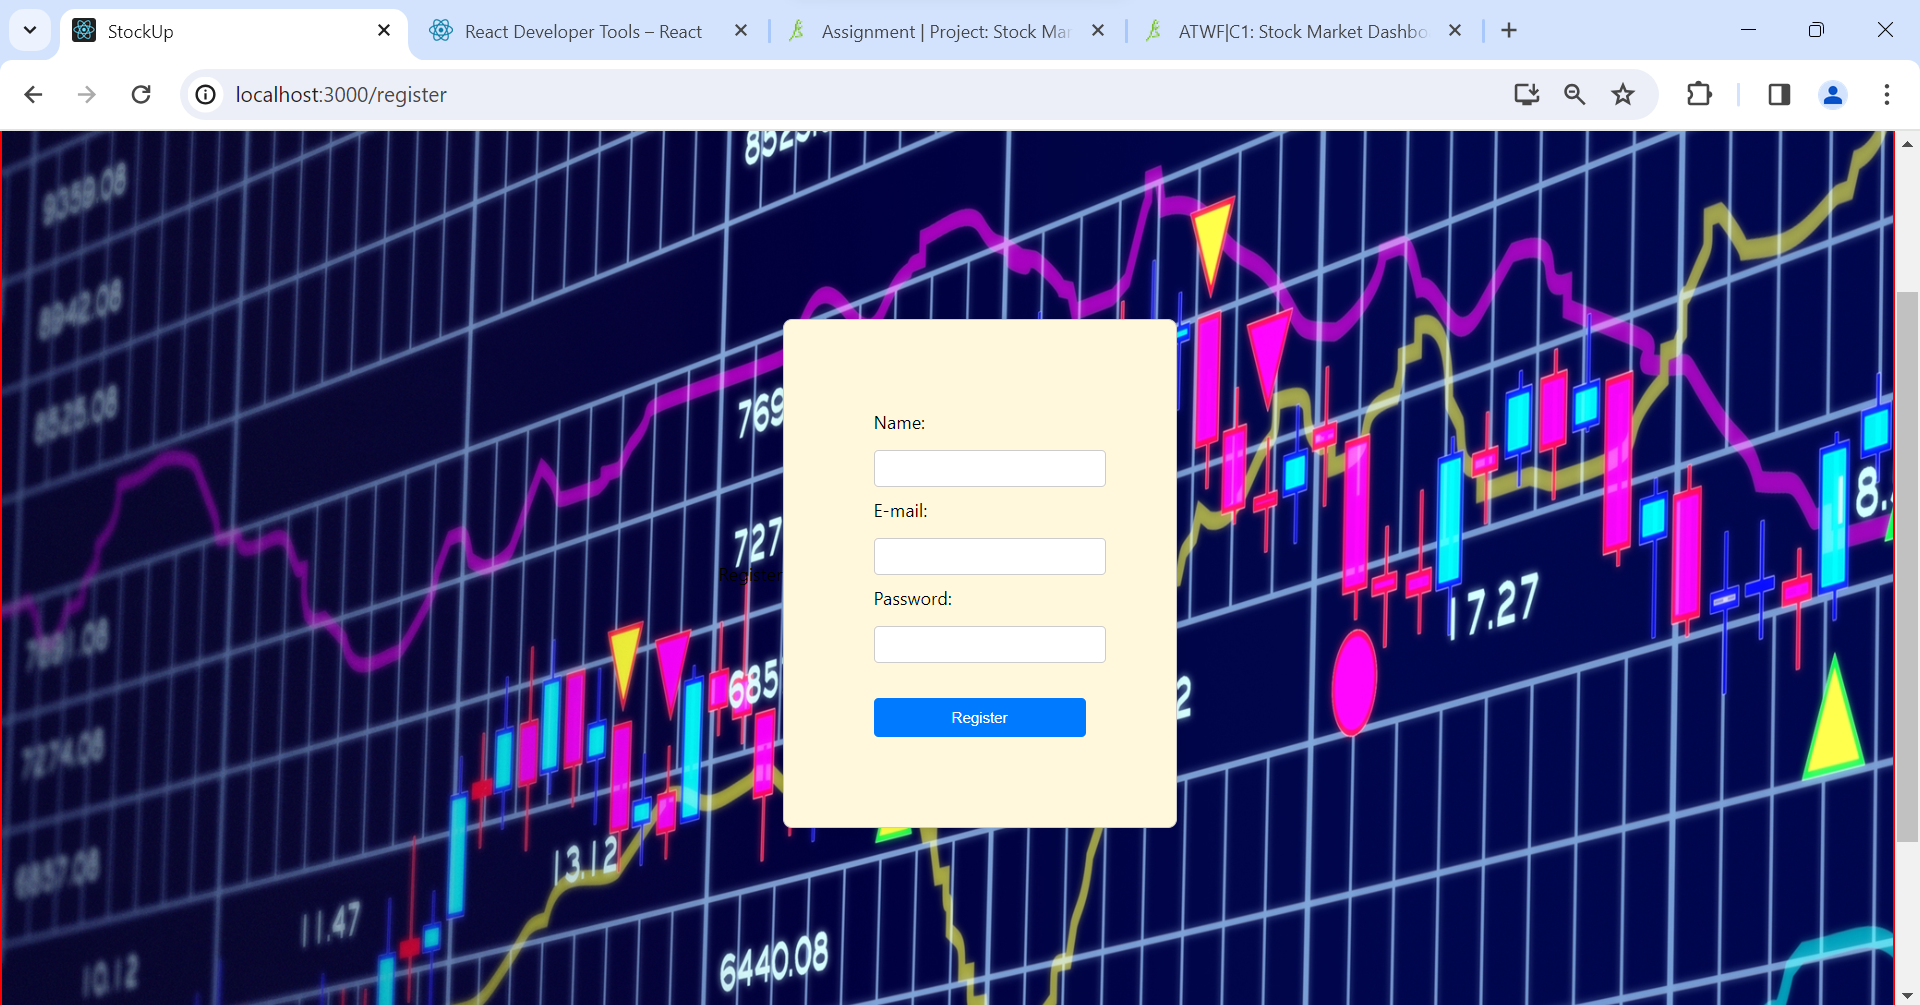 StockUp
React Developer Tools – React
Assignment | Project: Stock Mar
ATWF|C1: Stock Market Dashbo
localhost:3000/register
9359.08
8942.08
8525.08
769
727
Register
7691.08
7274.08
685
6857.08
13.12
11.47
10.12
6440.08
17.27
8.
2
Name:
E-mail:
Password:
Register